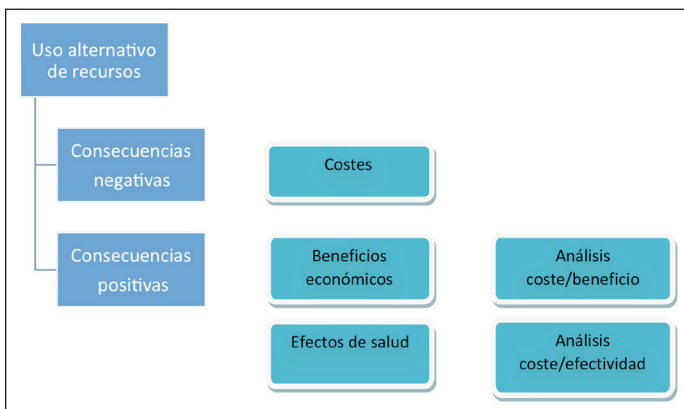 Uso alternativo
de recursos
Consecuencias
negativas
Costes
Consecuencias
positivas
Beneficios
económicos
Análisis
coste/beneficio
Efectos de salud
Análisis
coste/efectividad